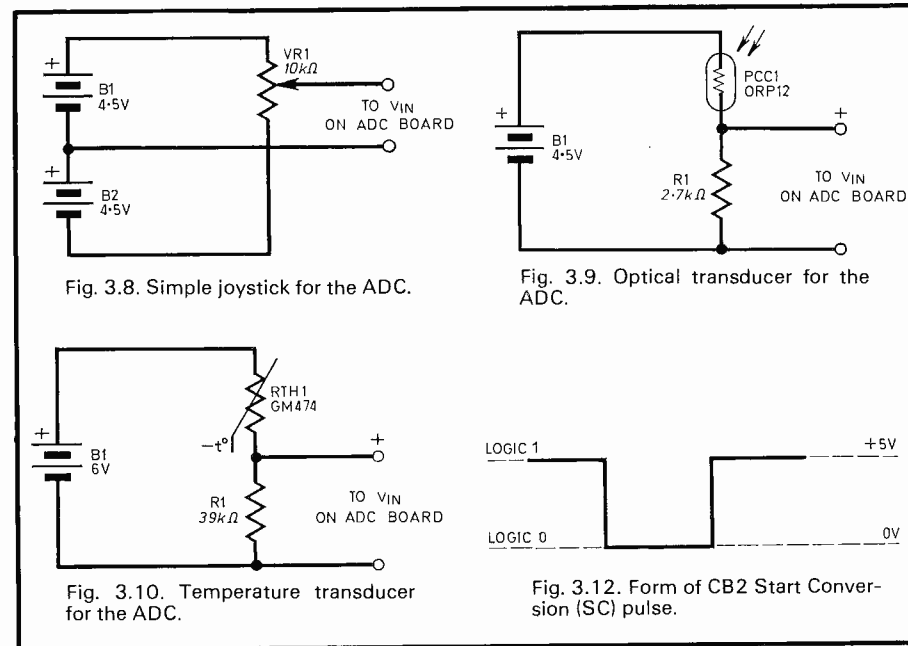 +
B1
4·5V
+
B2
4·5V
VR1
10kΩ
TO VIN
ON ADC BOARD
Fig. 3.8. Simple joystick for the ADC.
+
B1
4·5V
PCC1
ORP12
+
R1
2·7kΩ
TO VIN
ON ADC BOARD
Fig. 3.9. Optical transducer for the
ADC.
+
B1
6V
RTH1
GM474
−t°
+
R1
39kΩ
TO VIN
ON ADC BOARD
Fig. 3.10. Temperature transducer
for the ADC.
LOGIC 1
+5V
LOGIC 0
0V
Fig. 3.12. Form of CB2 Start Conver-
sion (SC) pulse.